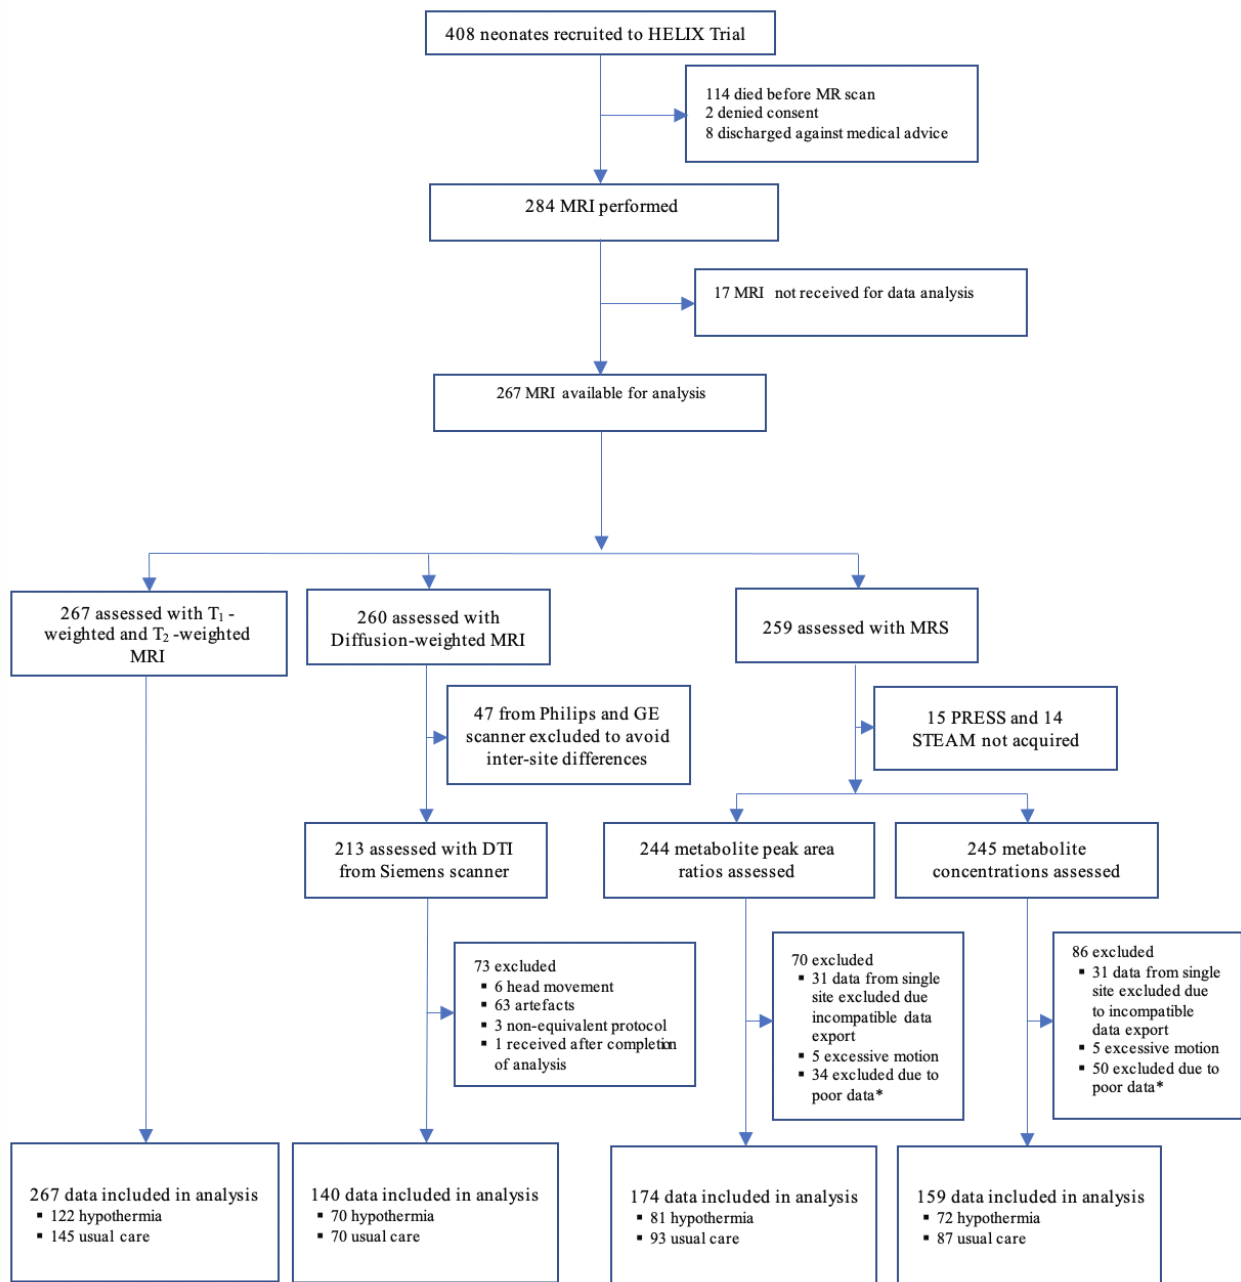 408 neonates recruited to HELIX Trial
114 died before MR scan
2 denied consent
8 discharged against medical advice
284 MRI performed
17 MRI not received for data analysis
267 MRI available for analysis
267 assessed with T₁ -
weighted and T₂ -weighted
MRI
260 assessed with
Diffusion-weighted MRI
259 assessed with MRS
47 from Philips and GE
scanner excluded to avoid
inter-site differences
15 PRESS and 14
STEAM not acquired
213 assessed with DTI
from Siemens scanner
244 metabolite peak area
ratios assessed
245 metabolite
concentrations assessed
73 excluded
▪ 6 head movement
▪ 63 artefacts
▪ 3 non-equivalent protocol
▪ 1 received after completion
of analysis
70 excluded
▪ 31 data from single
site excluded due
incompatible data
export
▪ 5 excessive motion
▪ 34 excluded due to
poor data*
86 excluded
▪ 31 data from single
site excluded due
to incompatible
data export
▪ 5 excessive motion
▪ 50 excluded due to
poor data*
267 data included in analysis
▪ 122 hypothermia
▪ 145 usual care
140 data included in analysis
▪ 70 hypothermia
▪ 70 usual care
174 data included in analysis
▪ 81 hypothermia
▪ 93 usual care
159 data included in analysis
▪ 72 hypothermia
▪ 87 usual care